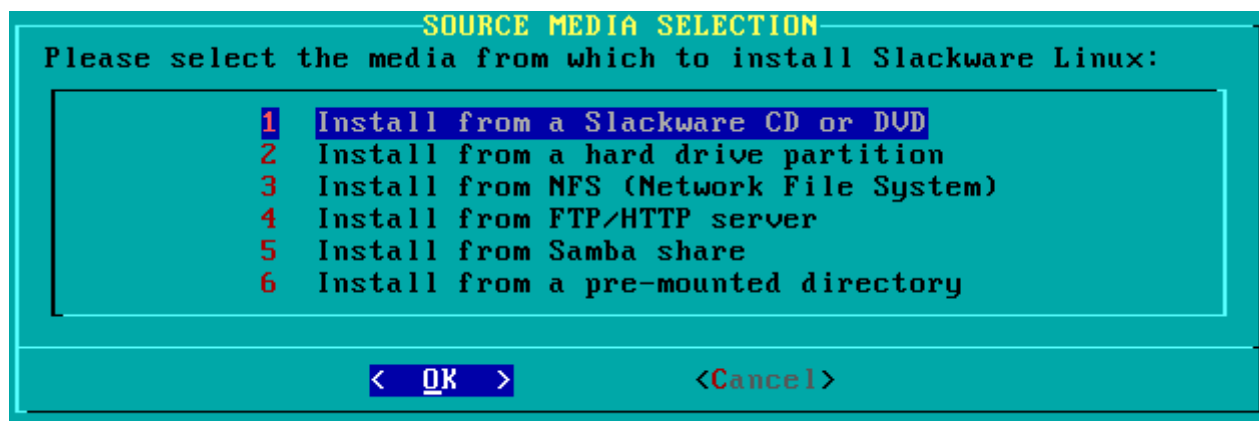 SOURCE MEDIA SELECTION
Please select the media from which to install Slackware Linux:
1 Install from a Slackware CD or DVD
2 Install from a hard drive partition
3 Install from NFS (Network File System)
4 Install from FTP/HTTP server
5 Install from Samba share
6 Install from a pre-mounted directory
< OK > <Cancel>